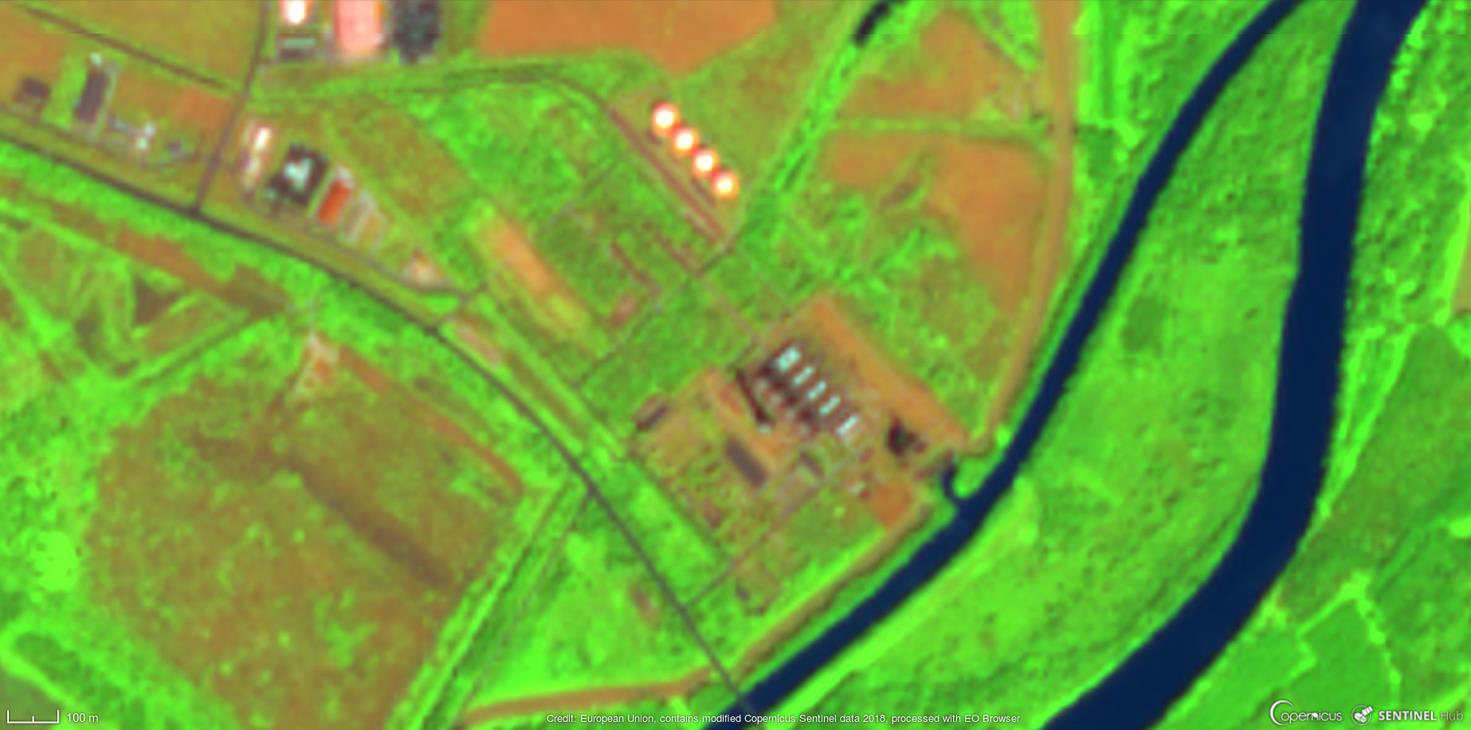 100 m
Credit: European Union, contains modified Copernicus Sentinel data 2018, processed with EO Browser
Copernicus
SENTINEL Hub